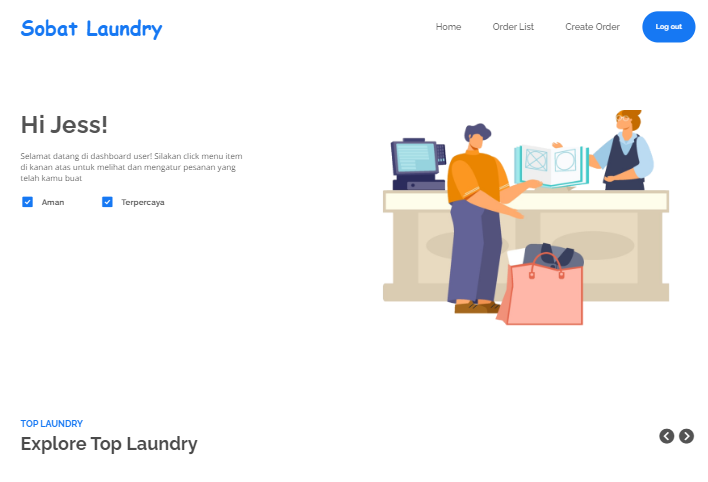 Sobat Laundry
Home Order List Create Order Log out
Hi Jess!
Selamat datang di dashboard user! Silakan click menu item
di kanan atas untuk melihat dan mengatur pesanan yang
telah kamu buat
Aman Terpercaya
TOP LAUNDRY
Explore Top Laundry